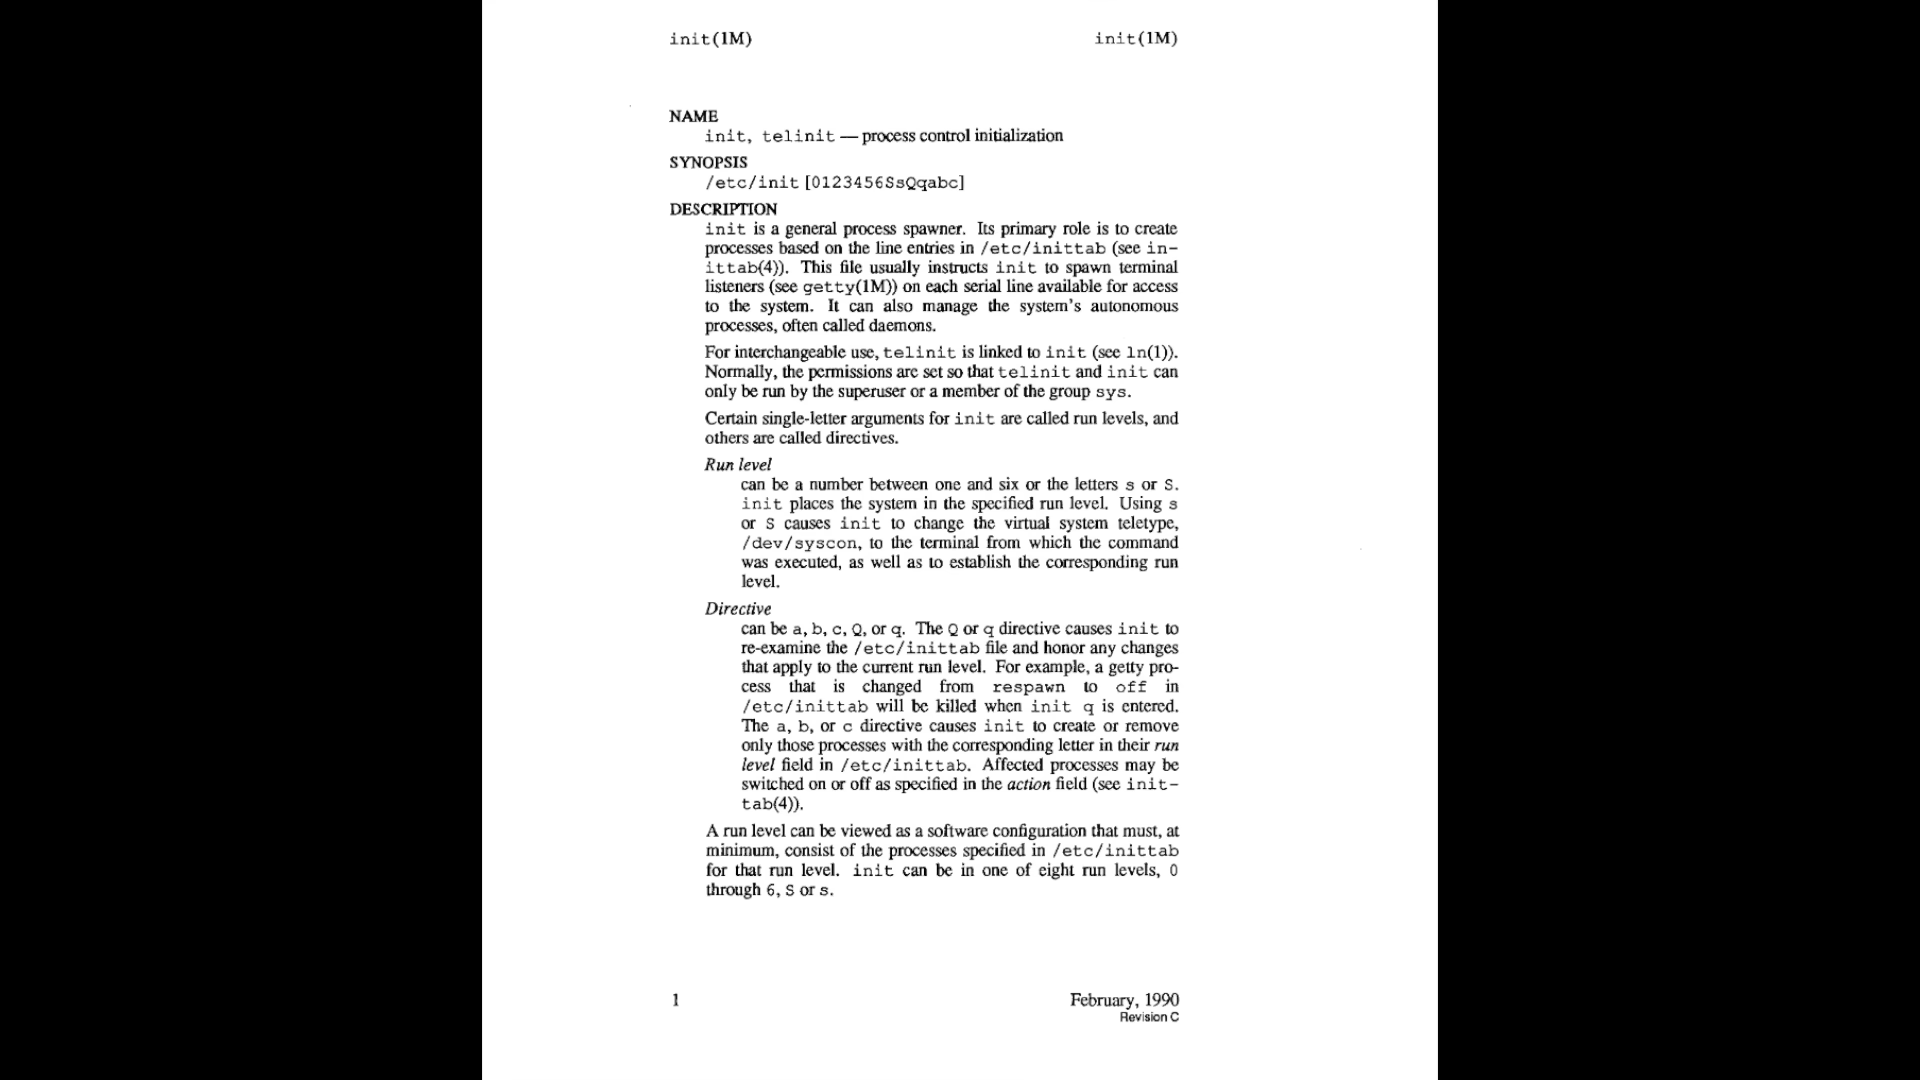 init(1M) init(1M)
NAME
init, telinit — process control initialization
SYNOPSIS
/etc/init [0123456SsQqabc]
DESCRIPTION
init is a general process spawner. Its primary role is to create
processes based on the line entries in /etc/inittab (see in-
ittab(4)). This file usually instructs init to spawn terminal
listeners (see getty(1M)) on each serial line available for access
to the system. It can also manage the system's autonomous
processes, often called daemons.
For interchangeable use, telinit is linked to init (see ln(1)).
Normally, the permissions are set so that telinit and init can
only be run by the superuser or a member of the group sys.
Certain single-letter arguments for init are called run levels, and
others are called directives.
Run level
can be a number between one and six or the letters s or S.
init places the system in the specified run level. Using s
or S causes init to change the virtual system teletype,
/dev/syscon, to the terminal from which the command
was executed, as well as to establish the corresponding run
level.
Directive
can be a, b, c, Q, or q. The Q or q directive causes init to
re-examine the /etc/inittab file and honor any changes
that apply to the current run level. For example, a getty pro-
cess that is changed from respawn to off in
/etc/inittab will be killed when init q is entered.
The a, b, or c directive causes init to create or remove
only those processes with the corresponding letter in their run
level field in /etc/inittab. Affected processes may be
switched on or off as specified in the action field (see init-
tab(4)).
A run level can be viewed as a software configuration that must, at
minimum, consist of the processes specified in /etc/inittab
for that run level. init can be in one of eight run levels, 0
through 6, S or s.
1 February, 1990
Revision C